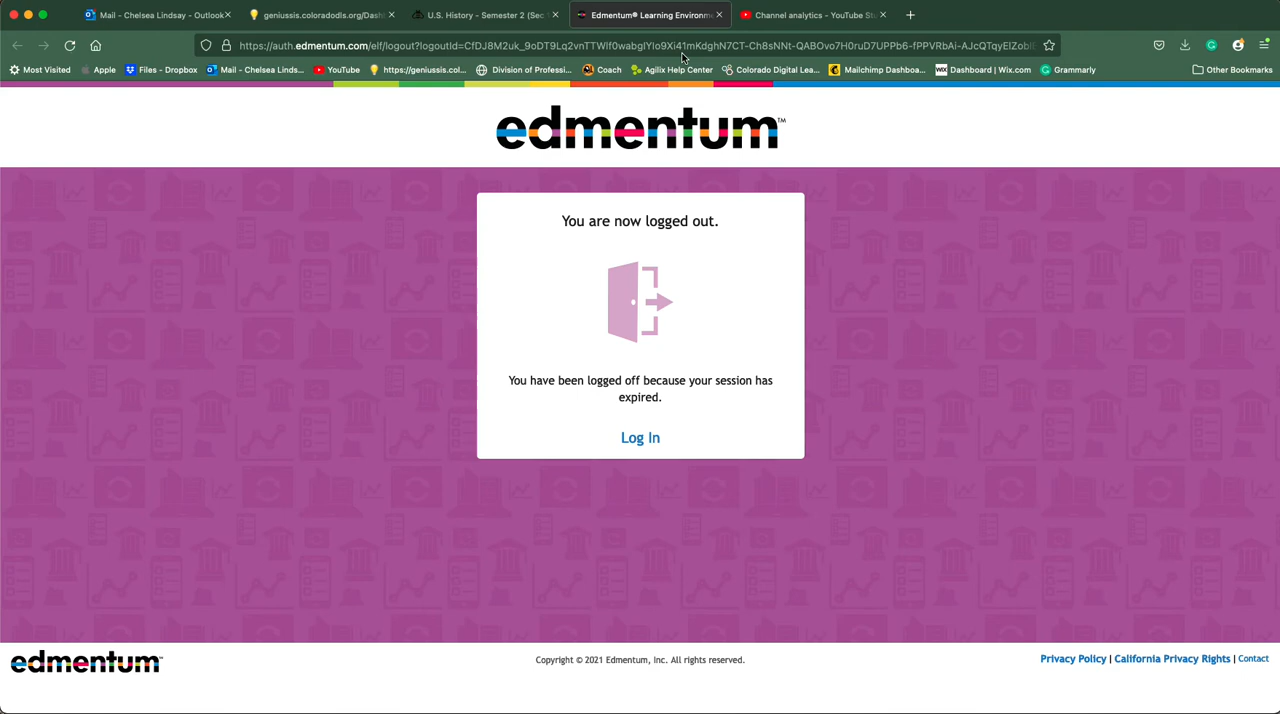 Mail - Chelsea Lindsay - Outlook
geniussis.coloradodls.org/Dash
U.S. History - Semester 2 (Sec
Edmentum® Learning Environme
Channel analytics - YouTube St
Most Visited
Apple
Files - Dropbox
Mail - Chelsea Linds...
YouTube
https://geniussis.col...
Division of Professi...
Coach
Agilix Help Center
Colorado Digital Lea...
Mailchimp Dashboa...
WIX
Dashboard | Wix.com
Grammarly
Other Bookmarks
edmentum™
You are now logged out.
You have been logged off because your session has
expired.
Log In
edmentum™
Copyright © 2021 Edmentum, Inc. All rights reserved.
Privacy Policy | California Privacy Rights | Contact